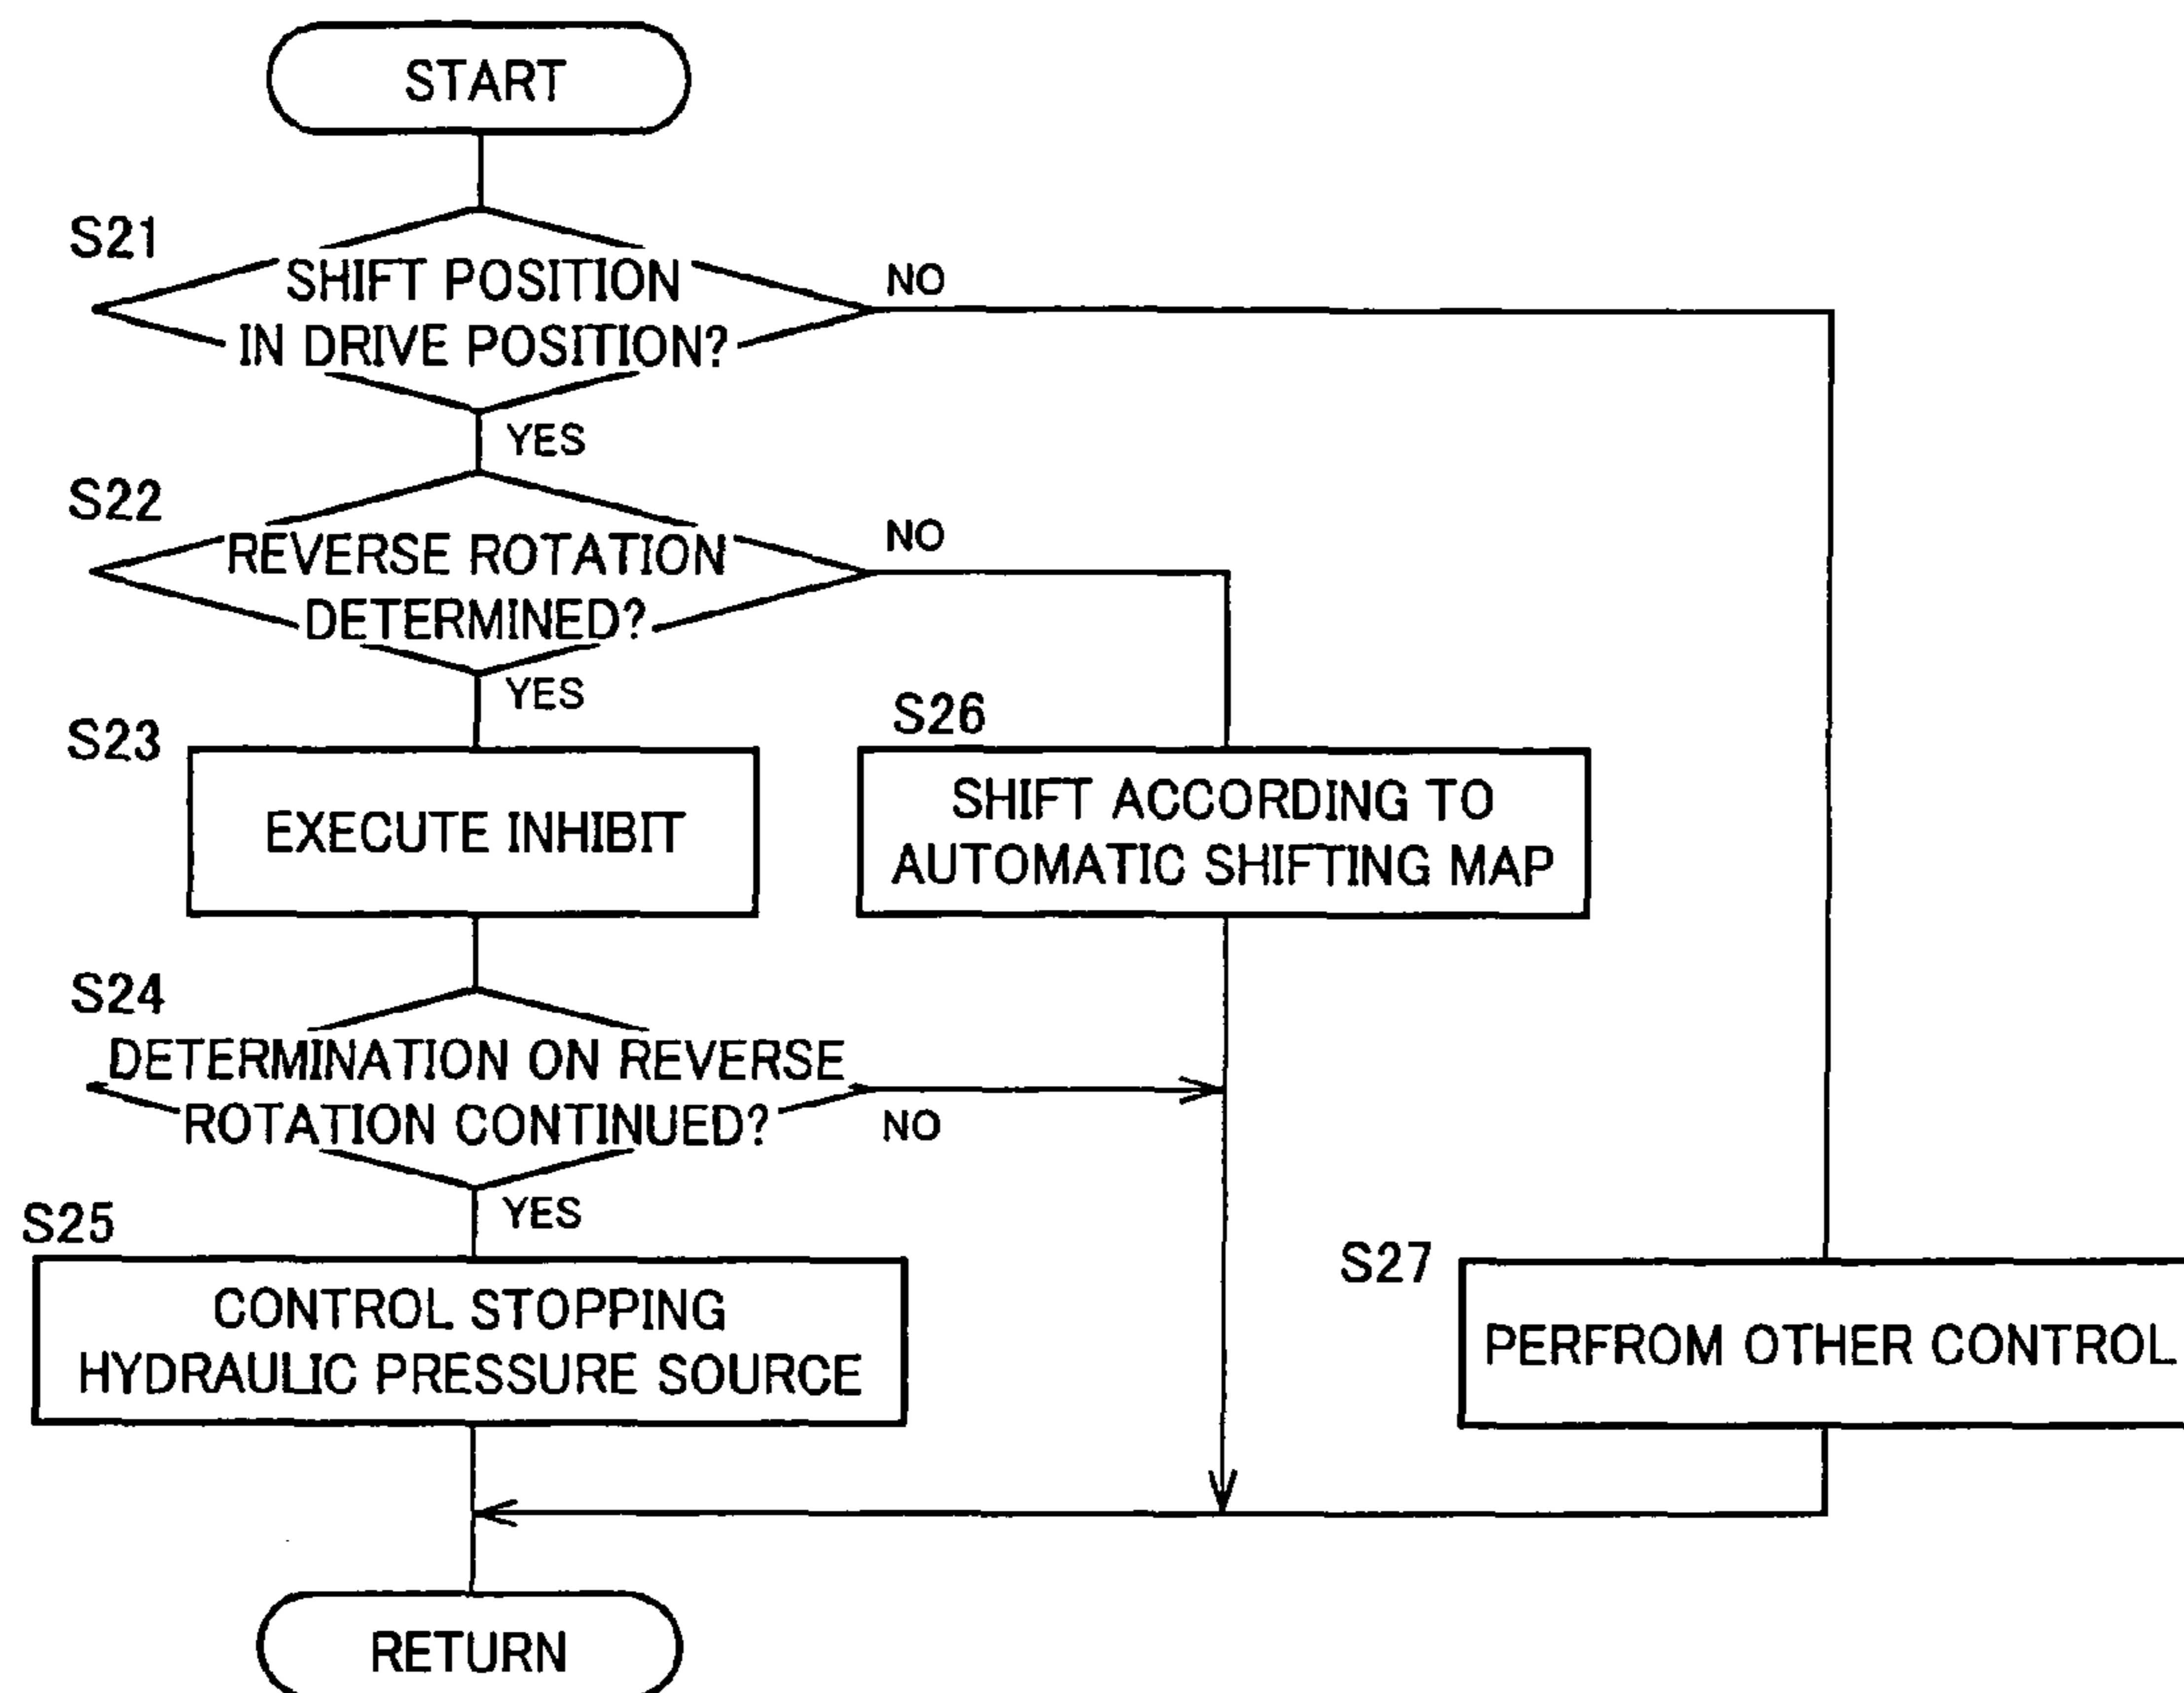 START
S21
SHIFT POSITION
IN DRIVE POSITION?
NO
YES
S22
REVERSE ROTATION
DETERMINED?
NO
YES
S23
EXECUTE INHIBIT
S26
SHIFT ACCORDING TO
AUTOMATIC SHIFTING MAP
S24
DETERMINATION ON REVERSE
ROTATION CONTINUED?
NO
YES
S25
CONTROL STOPPING
HYDRAULIC PRESSURE SOURCE
S27
PERFROM OTHER CONTROL
RETURN